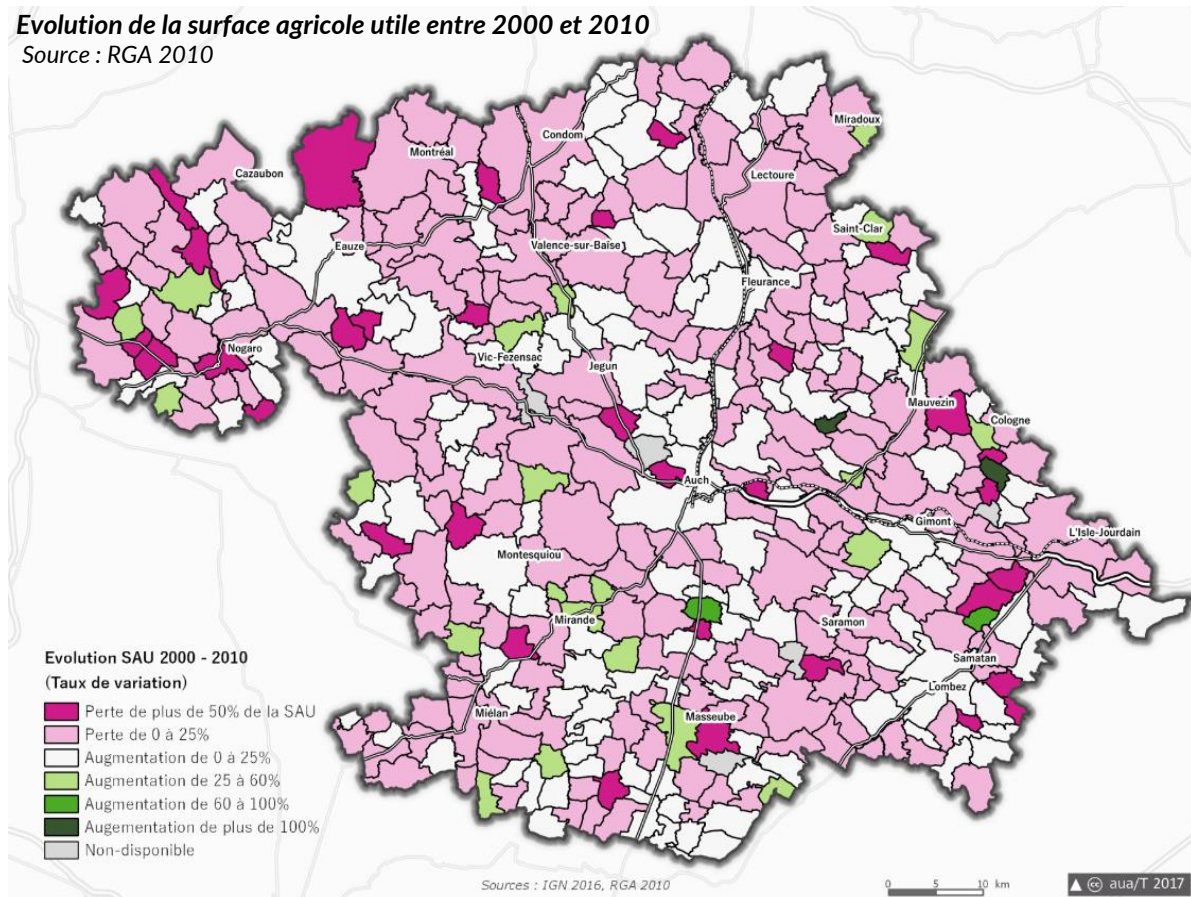 Evolution de la surface agricole utile entre 2000 et 2010
Source : RGA 2010
Miradoux
Condom
Montréal
Cazaubon
Lectoure
Saint-Clar
Eauze
Valence-sur-Baïse
Fleurance
Nogaro
Vic-Fezensac
Jegun
Mauvezin
Cologne
Auch
Gimont
L'Isle-Jourdain
Montesquiou
Mirande
Saramon
Samatan
Lombez
Miélan
Masseube
Evolution SAU 2000 - 2010
(Taux de variation)
Perte de plus de 50% de la SAU
Perte de 0 à 25%
Augmentation de 0 à 25%
Augmentation de 25 à 60%
Augmentation de 60 à 100%
Augementation de plus de 100%
Non-disponible
Sources : IGN 2016, RGA 2010
0 5 10 km
cc aua/T 2017